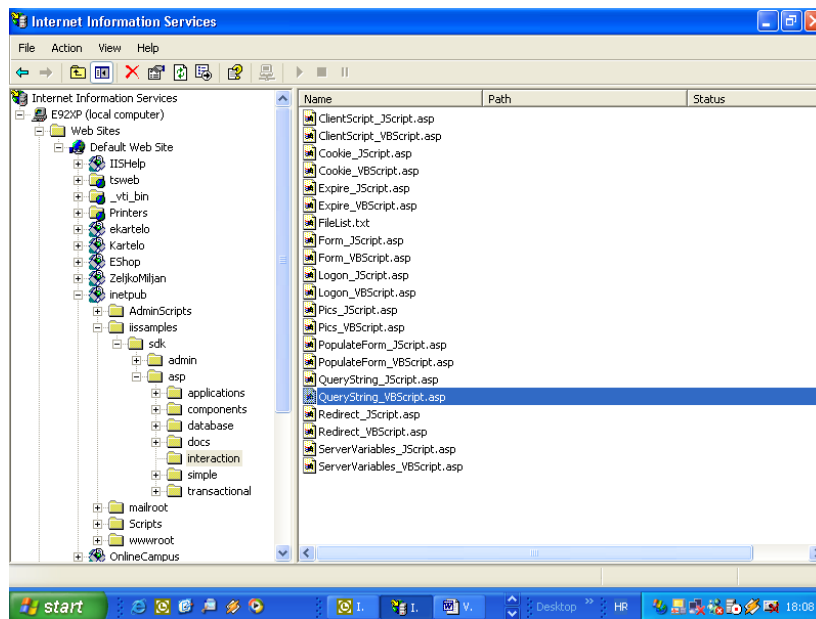 Internet Information Services
File Action View Help
Internet Information Services
E92XP (local computer)
Web Sites
Default Web Site
IISHelp
tsweb
_vti_bin
Printers
ekartelo
Kartelo
EShop
ZeljkoMiljan
inetpub
AdminScripts
iissamples
sdk
admin
asp
applications
components
database
docs
interaction
simple
transactional
mailroot
Scripts
wwwroot
OnlineCampus
Name Path Status
ClientScript_JScript.asp
ClientScript_VBScript.asp
Cookie_JScript.asp
Cookie_VBScript.asp
Expire_JScript.asp
Expire_VBScript.asp
FileList.txt
Form_JScript.asp
Form_VBScript.asp
Logon_JScript.asp
Logon_VBScript.asp
Pics_JScript.asp
Pics_VBScript.asp
PopulateForm_JScript.asp
PopulateForm_VBScript.asp
QueryString_JScript.asp
QueryString_VBScript.asp
Redirect_JScript.asp
Redirect_VBScript.asp
ServerVariables_JScript.asp
ServerVariables_VBScript.asp
start I. I. V. Desktop » HR 18:08